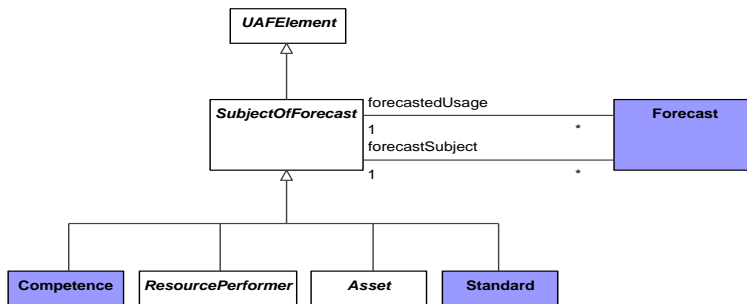 UAFElement
SubjectOfForecast
forecastedUsage
Forecast
1 *
forecastSubject
1 *
Competence
ResourcePerformer
Asset
Standard